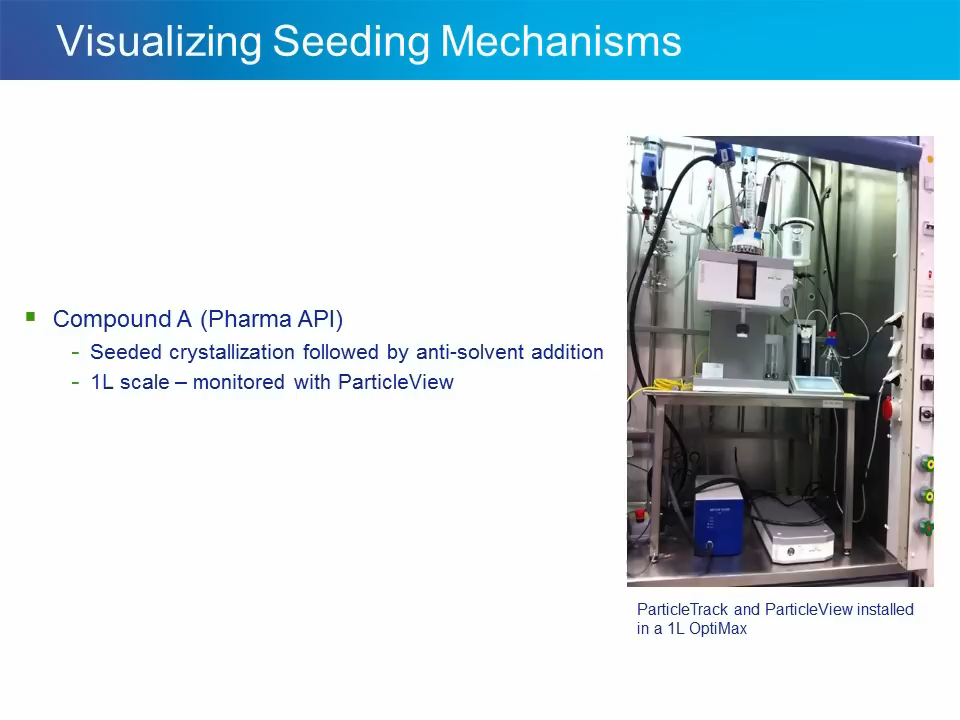 Visualizing Seeding Mechanisms
Compound A (Pharma API)
- Seeded crystallization followed by anti-solvent addition
- 1L scale – monitored with ParticleView
ParticleTrack and ParticleView installed
in a 1L OptiMax